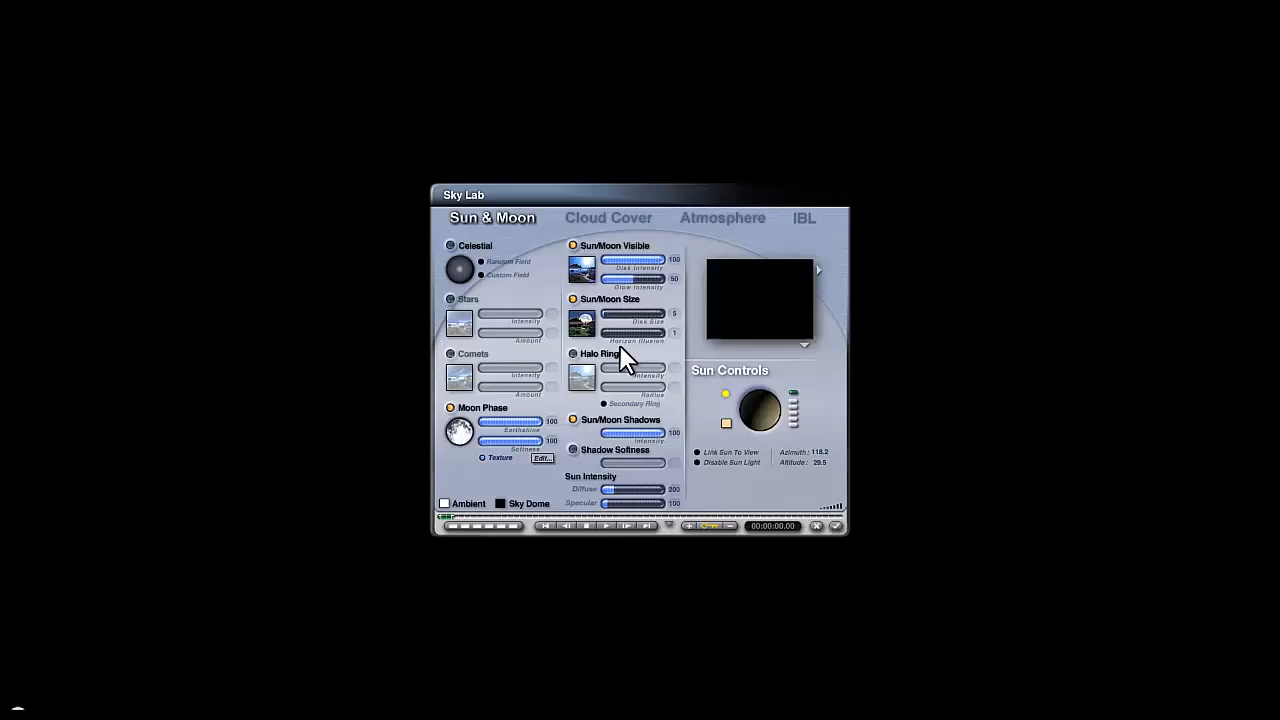 Sky Lab
Sun & Moon
Cloud Cover
Atmosphere
IBL
Celestial
Random Field
Custom Field
Stars
Intensity
Amount
Comets
Intensity
Amount
Moon Phase
100
Earthshine
100
Softness
Texture
Edit...
Ambient
Sky Dome
Sun/Moon Visible
100
Disk Intensity
50
Glow Intensity
Sun/Moon Size
5
Disc Size
1
Horizon Illusion
Halo Ring
Intensity
Radius
Secondary Ring
Sun/Moon Shadows
100
Intensity
Shadow Softness
Sun Intensity
Diffuse 200
Specular 100
Sun Controls
Link Sun To View
Disable Sun Light
Azimuth: 118.2
Altitude: 29.5
00:00:00.00